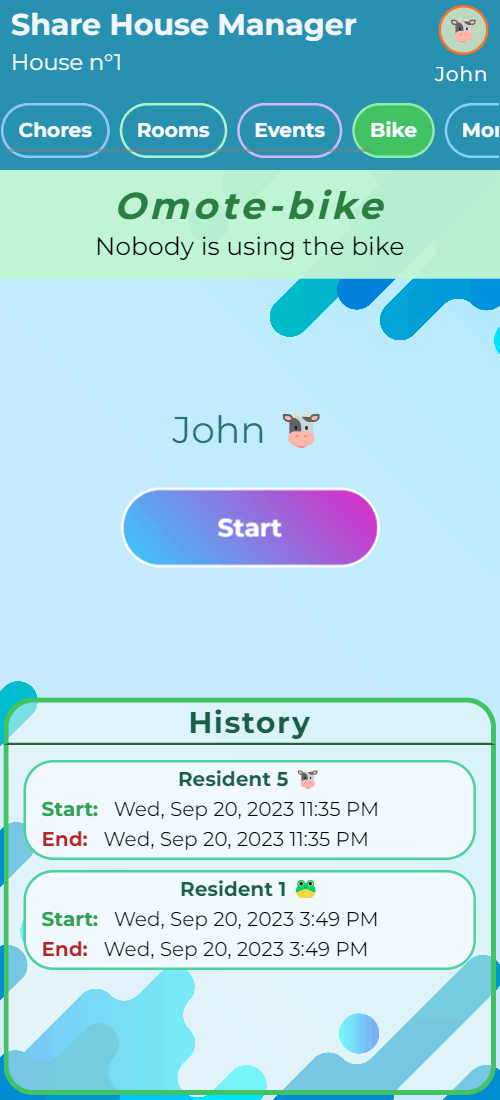 Share House Manager
House nº1
John
Chores
Rooms
Events
Bike
Omote-bike
Nobody is using the bike
John
Start
History
Resident 5
Start: Wed, Sep 20, 2023 11:35 PM
End: Wed, Sep 20, 2023 11:35 PM
Resident 1
Start: Wed, Sep 20, 2023 3:49 PM
End: Wed, Sep 20, 2023 3:49 PM